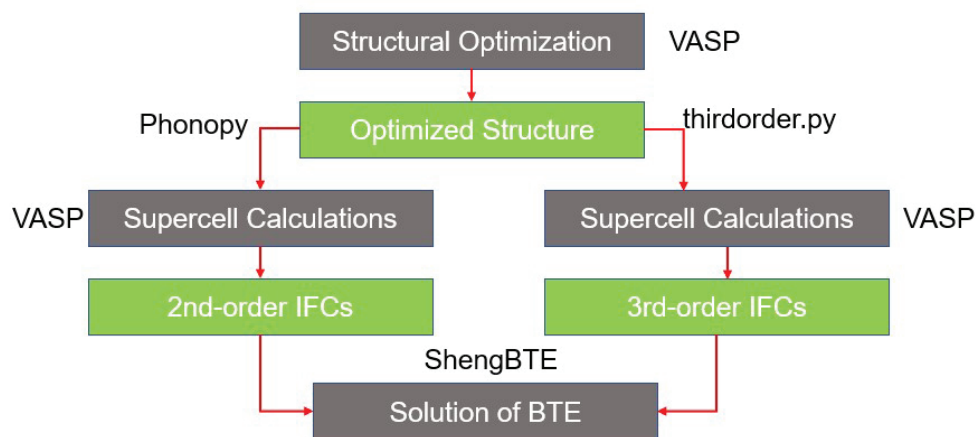 Structural Optimization
VASP
Phonopy
Optimized Structure
thirdorder.py
VASP
Supercell Calculations
Supercell Calculations
VASP
2nd-order IFCs
3rd-order IFCs
ShengBTE
Solution of BTE